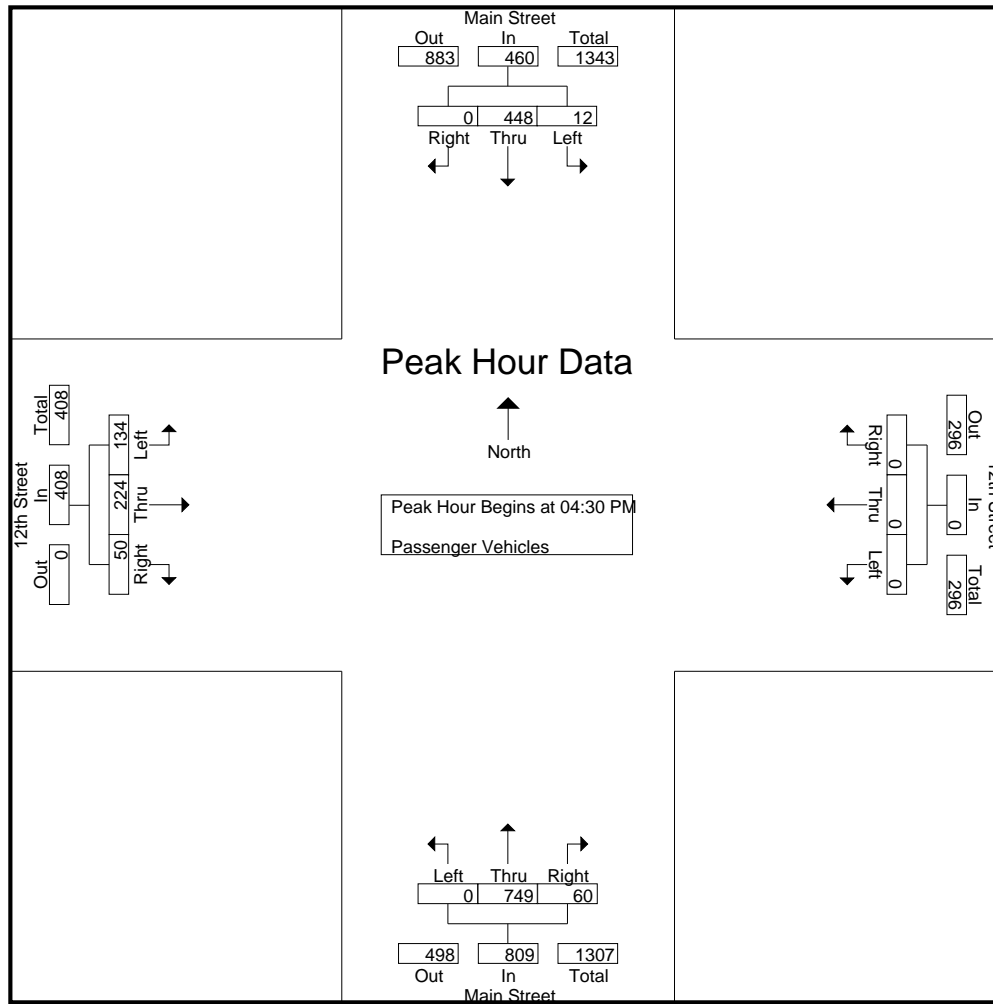 Main Street
Out In Total
883 460 1343
0 448 12
Right Thru Left
Peak Hour Data
North
Peak Hour Begins at 04:30 PM
Passenger Vehicles
12th Street
Total In Out
408 408 0
134 224 50
Left Thru Right
Right Thru Left
0 0 0
296 0 296
Out In Total
12th Street
Left Thru Right
0 749 60
498 809 1307
Out In Total
Main Street